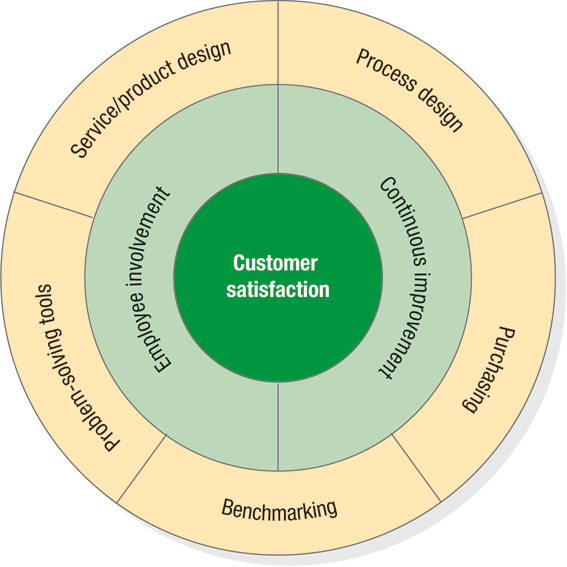 Service/product design
Process design
Employee involvement
Continuous improvement
Customer
satisfaction
Problem-solving tools
Purchasing
Benchmarking